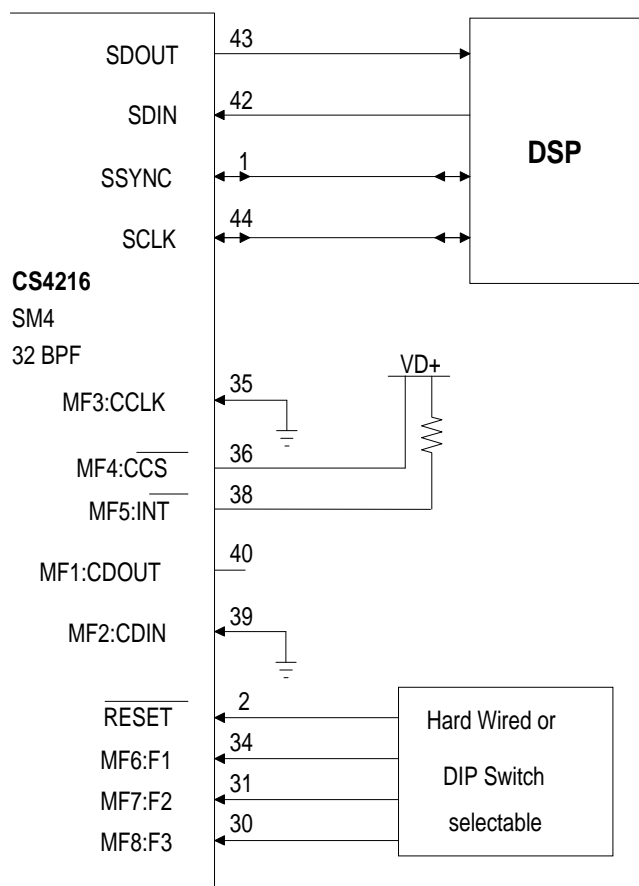 SDOUT 43
SDIN 42
DSP
SSYNC 1
SCLK 44
CS4216
SM4
32 BPF
VD+
MF3:CCLK 35
MF4:CCS 36
MF5:INT 38
MF1:CDOUT 40
MF2:CDIN 39
RESET 2
MF6:F1 34
MF7:F2 31
MF8:F3 30
Hard Wired or
DIP Switch
selectable